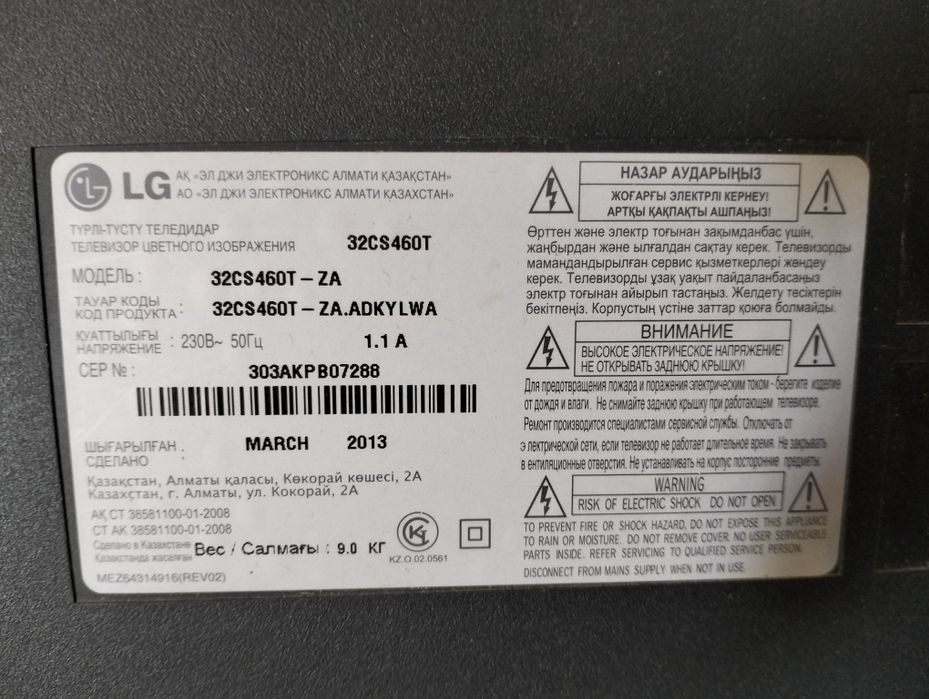 LG
АҚ «ЭЛ ДЖИ ЭЛЕКТРОНИКС АЛМАТИ ҚАЗАҚСТАН»
АО «ЭЛ ДЖИ ЭЛЕКТРОНИКС АЛМАТИ КАЗАХСТАН»
ТҮРЛІ-ТҮСТҮ ТЕЛЕДИДАР
ТЕЛЕВИЗОР ЦВЕТНОГО ИЗОБРАЖЕНИЯ 32CS460T
МОДЕЛЬ : 32CS460T-ZA
ТАУАР КОДЫ
КОД ПРОДУКТА : 32CS460T-ZA.ADKYLWA
ҚУАТТЫЛЫҒЫ
НАПРЯЖЕНИЕ : 230В~ 50Гц 1.1 A
СЕР № : 303AKPB07288
ШЫҒАРЫЛҒАН
СДЕЛАНО : MARCH 2013
Қазақстан, Алматы қаласы, Көкорай көшесі, 2А
Казахстан, г. Алматы, ул. Кокорай, 2А
АҚ СТ 38581100-01-2008
СТ АК 38581100-01-2008
Сделано в Казахстане
Қазақстанда жасалған
Вес / Салмағы : 9.0 КГ
KZ.O.02.0561
MEZ64314916(REV02)
НАЗАР АУДАРЫҢЫЗ
ЖОҒАРҒЫ ЭЛЕКТРЛІ КЕРНЕУ!
АРТҚЫ ҚАҚПАҚТЫ АШПАҢЫЗ!
Өрттен және электр тоғынан зақымданбас үшін,
жаңбырдан және ылғалдан сақтау керек. Телевизорды
мамандандырылған сервис қызметкерлері жөндеу
керек. Телевизорды ұзақ уақыт пайдаланбасаңыз
электр тоғынан айырып тастаңыз. Желдету тесіктерін
бекітпеңіз. Корпустың үстіне заттар қоюға болмайды.
ВНИМАНИЕ
ВЫСОКОЕ ЭЛЕКТРИЧЕСКОЕ НАПРЯЖЕНИЕ!
НЕ ОТКРЫВАТЬ ЗАДНЮЮ КРЫШКУ!
Для предотвращения пожара и поражения электрическим током - берегите изделие
от дождя и влаги. Не снимайте заднюю крышку при работающем телевизоре.
Ремонт производится специалистами сервисной службы. Отключать от
э лектрической сети, если телевизор не работает длительное время. Не закрывать
в ентиляционные отверстия. Не устанавливать на корпус посторонние предметы.
WARNING
RISK OF ELECTRIC SHOCK DO NOT OPEN
TO PREVENT FIRE OR SHOCK HAZARD, DO NOT EXPOSE THIS APPLIANCE
TO RAIN OR MOISTURE. DO NOT REMOVE COVER. NO USER SERVICEABLE
PARTS INSIDE. REFER SERVICING TO QUALIFIED SERVICE PERSON.
DISCONNECT FROM MAINS SUPPLY WHEN NOT IN USE.